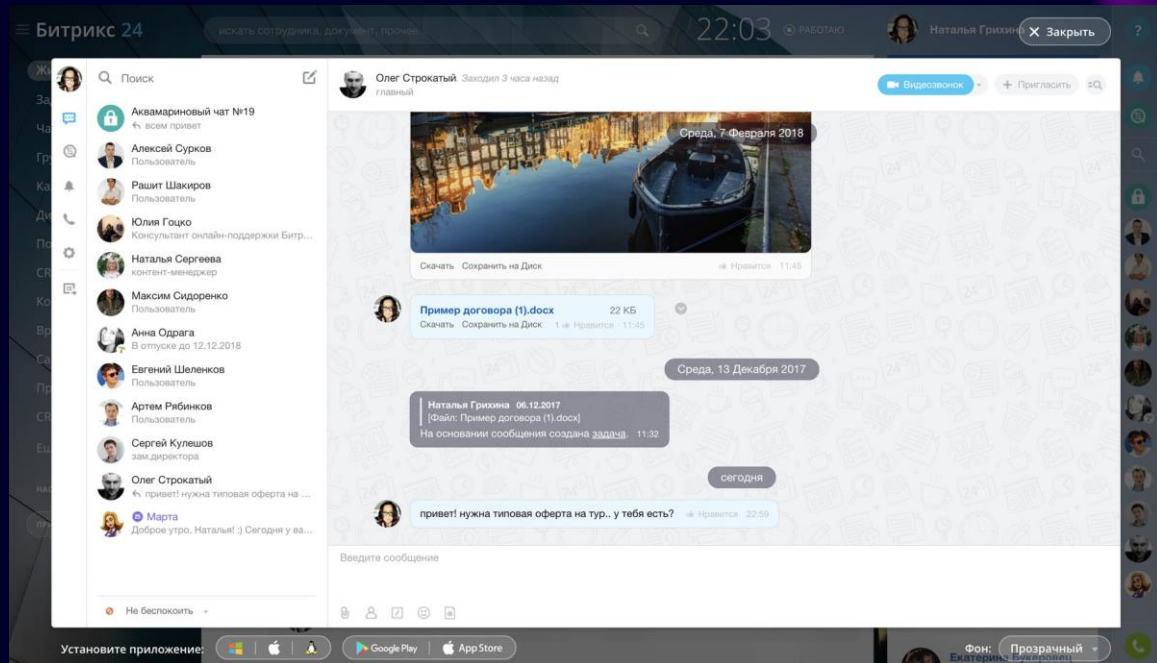 Битрикс 24
искать сотрудника, документ, прочее...
22:03
РАБОТАЮ
Наталья Грихина
Закрыть
Поиск
Аквамариновый чат №19
всем привет
Алексей Сурков
Пользователь
Рашит Шакиров
Пользователь
Юлия Гоцко
Консультант онлайн-поддержки Битр...
Наталья Сергеева
контент-менеджер
Максим Сидоренко
Пользователь
Анна Одрага
В отпуске до 12.12.2018
Евгений Шеленков
Пользователь
Артем Рябинков
Пользователь
Сергей Кулешов
зам.директора
Олег Строкатый
привет! нужна типовая оферта на ...
Марта
Доброе утро, Наталья! :) Сегодня у ва...
Не беспокоить
Олег Строкатый. Заходил 3 часа назад
главный
Видеозвонок
+ Пригласить
Среда, 7 Февраля 2018
Скачать Сохранить на Диск Нравится 11:45
Пример договора (1).docx 22 КБ
Скачать Сохранить на Диск 1 Нравится 11:45
Среда, 13 Декабря 2017
Наталья Грихина 06.12.2017
[Файл: Пример договора (1).docx]
На основании сообщения создана задача. 11:32
сегодня
привет! нужна типовая оферта на тур.. у тебя есть? Нравится 22:59
Введите сообщение
Установите приложение:
Google Play
App Store
Фон: Прозрачный
Екатерина Букловец